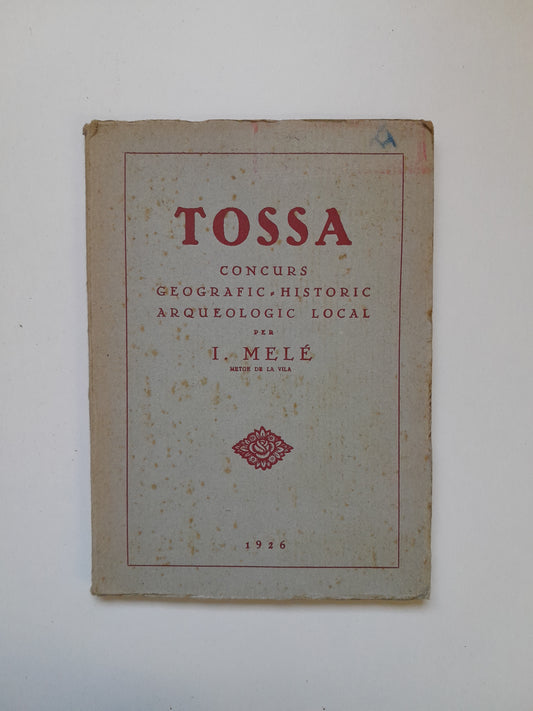 TOSSA
CONCURS
GEOGRAFIC-HISTORIC
ARQUEOLOGIC LOCAL
PER
I. MELÉ
METGE DE LA VILA
1926